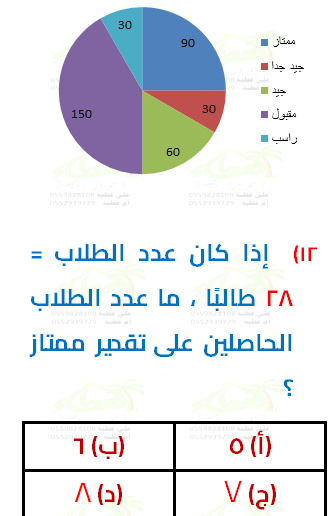 30
90
30
60
150
ممتاز
جيد جدا
جيد
مقبول
راسب
١٢) إذا كان عدد الطلاب =
٢٨ طالبًا ، ما عدد الطلاب
الحاصلين على تقدير ممتاز
؟
(أ) ٥
(ب) ٦
(ج) ٧
(د) ٨